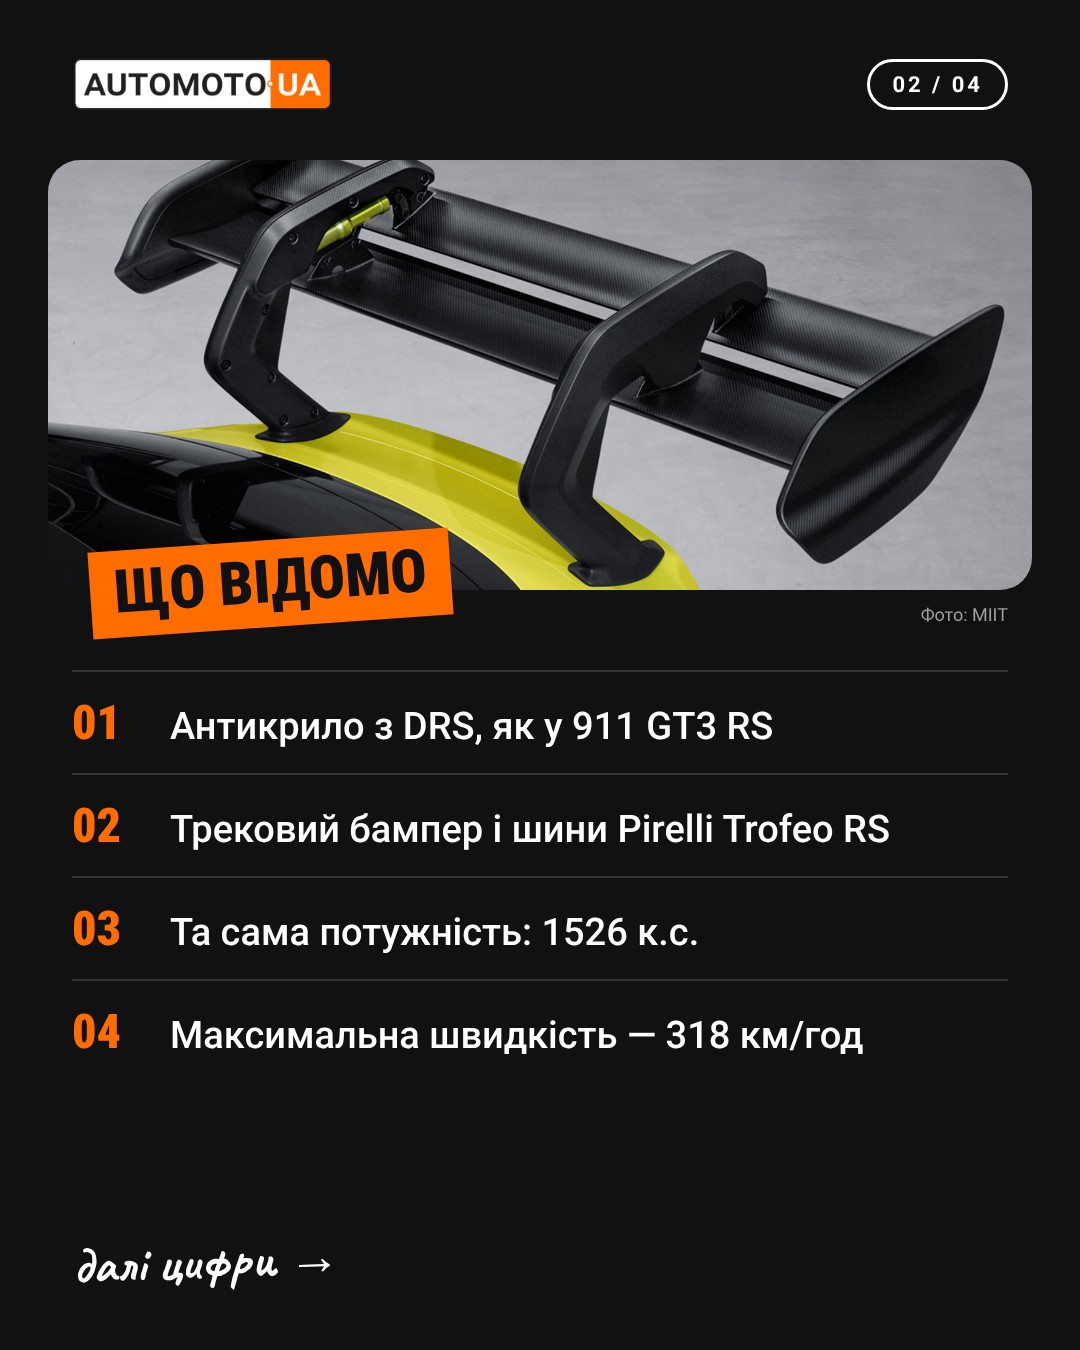 AUTOMOTO UA
02 / 04
ЩО ВІДОМО
Фото: MIIT
01 Антикрило з DRS, як у 911 GT3 RS
02 Трековий бампер і шини Pirelli Trofeo RS
03 Та сама потужність: 1526 к.с.
04 Максимальна швидкість — 318 км/год
далі цифри →